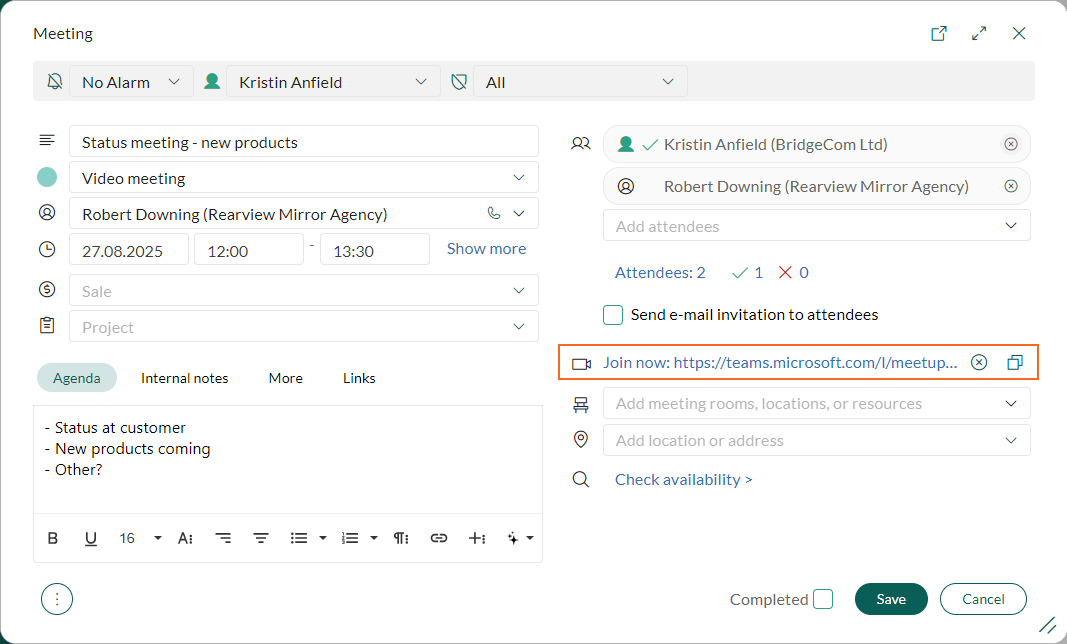 Meeting
No Alarm
Kristin Anfield
All
Status meeting - new products
Video meeting
Robert Downing (Rearview Mirror Agency)
27.08.2025 12:00 - 13:30 Show more
Sale
Project
Agenda Internal notes More Links
- Status at customer
- New products coming
- Other?
B U 16 A
Kristin Anfield (BridgeCom Ltd)
Robert Downing (Rearview Mirror Agency)
Add attendees
Attendees: 2 1 0
Send e-mail invitation to attendees
Join now: https://teams.microsoft.com/l/meetup...
Add meeting rooms, locations, or resources
Add location or address
Check availability >
Completed Save Cancel